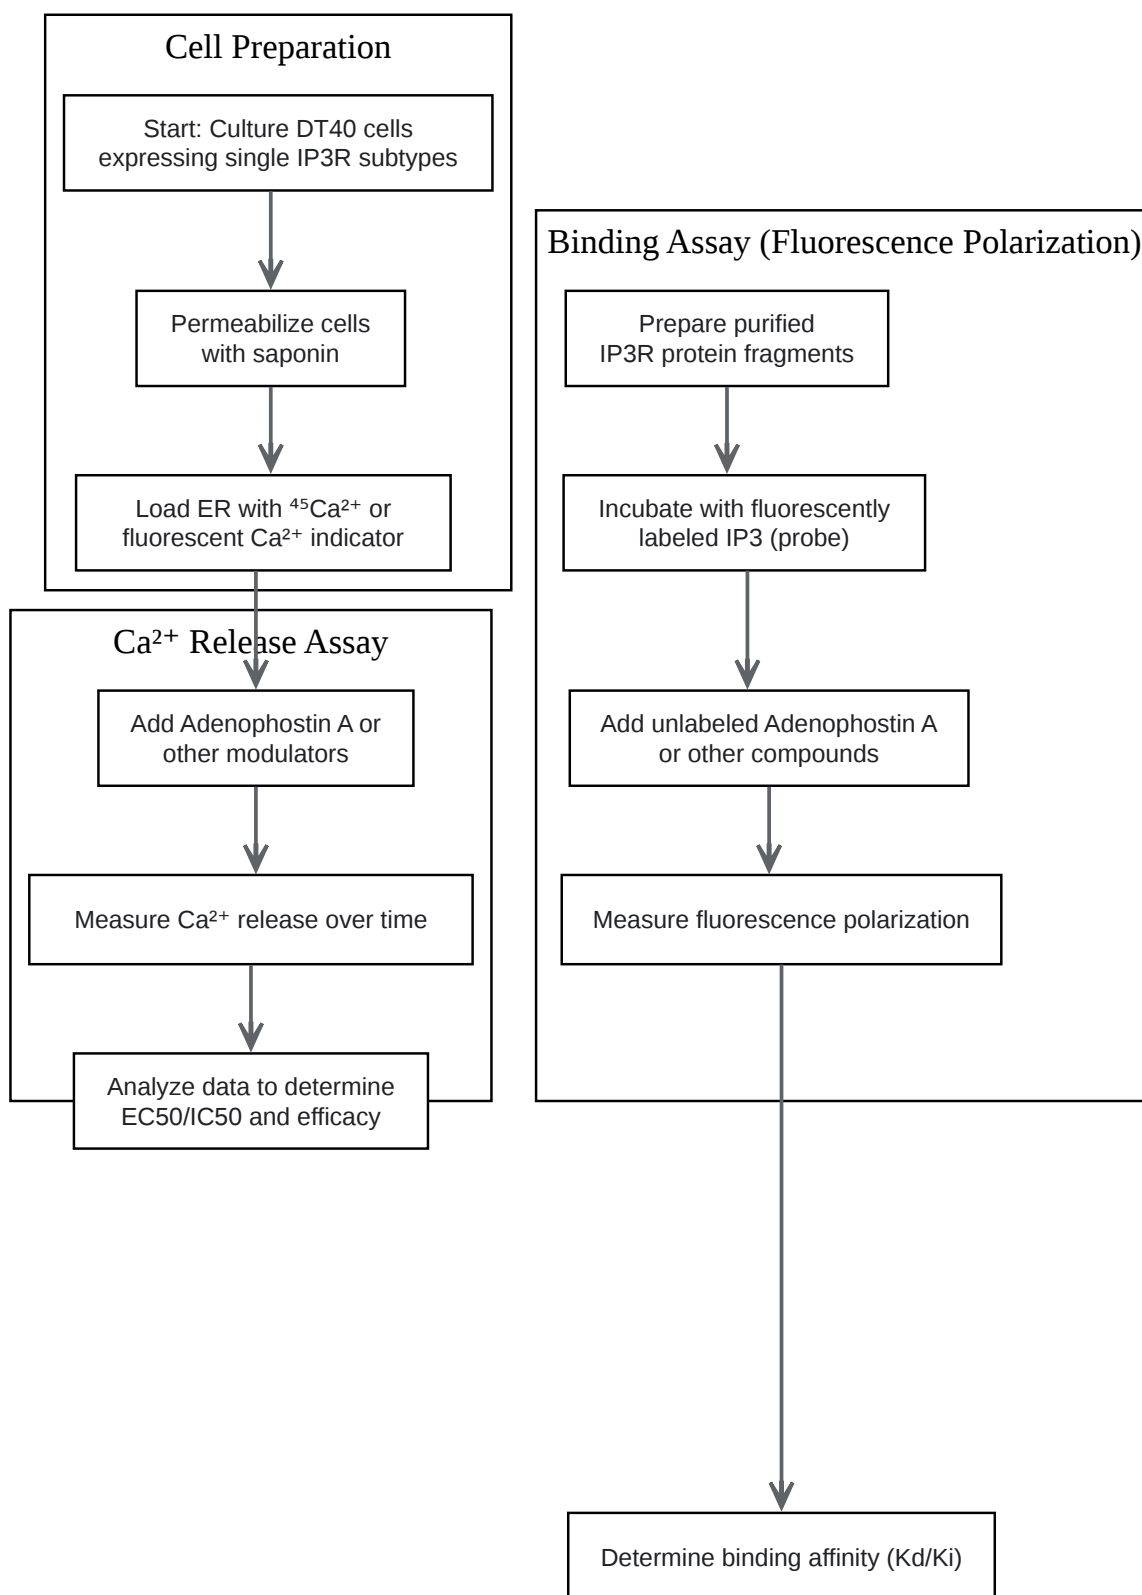 Cell Preparation
Start: Culture DT40 cells
expressing single IP3R subtypes
Permeabilize cells
with saponin
Load ER with ⁴⁵Ca²⁺ or
fluorescent Ca²⁺ indicator
Ca²⁺ Release Assay
Add Adenophostin A or
other modulators
Measure Ca²⁺ release over time
Analyze data to determine
EC50/IC50 and efficacy
Binding Assay (Fluorescence Polarization)
Prepare purified
IP3R protein fragments
Incubate with fluorescently
labeled IP3 (probe)
Add unlabeled Adenophostin A
or other compounds
Measure fluorescence polarization
Determine binding affinity (Kd/Ki)